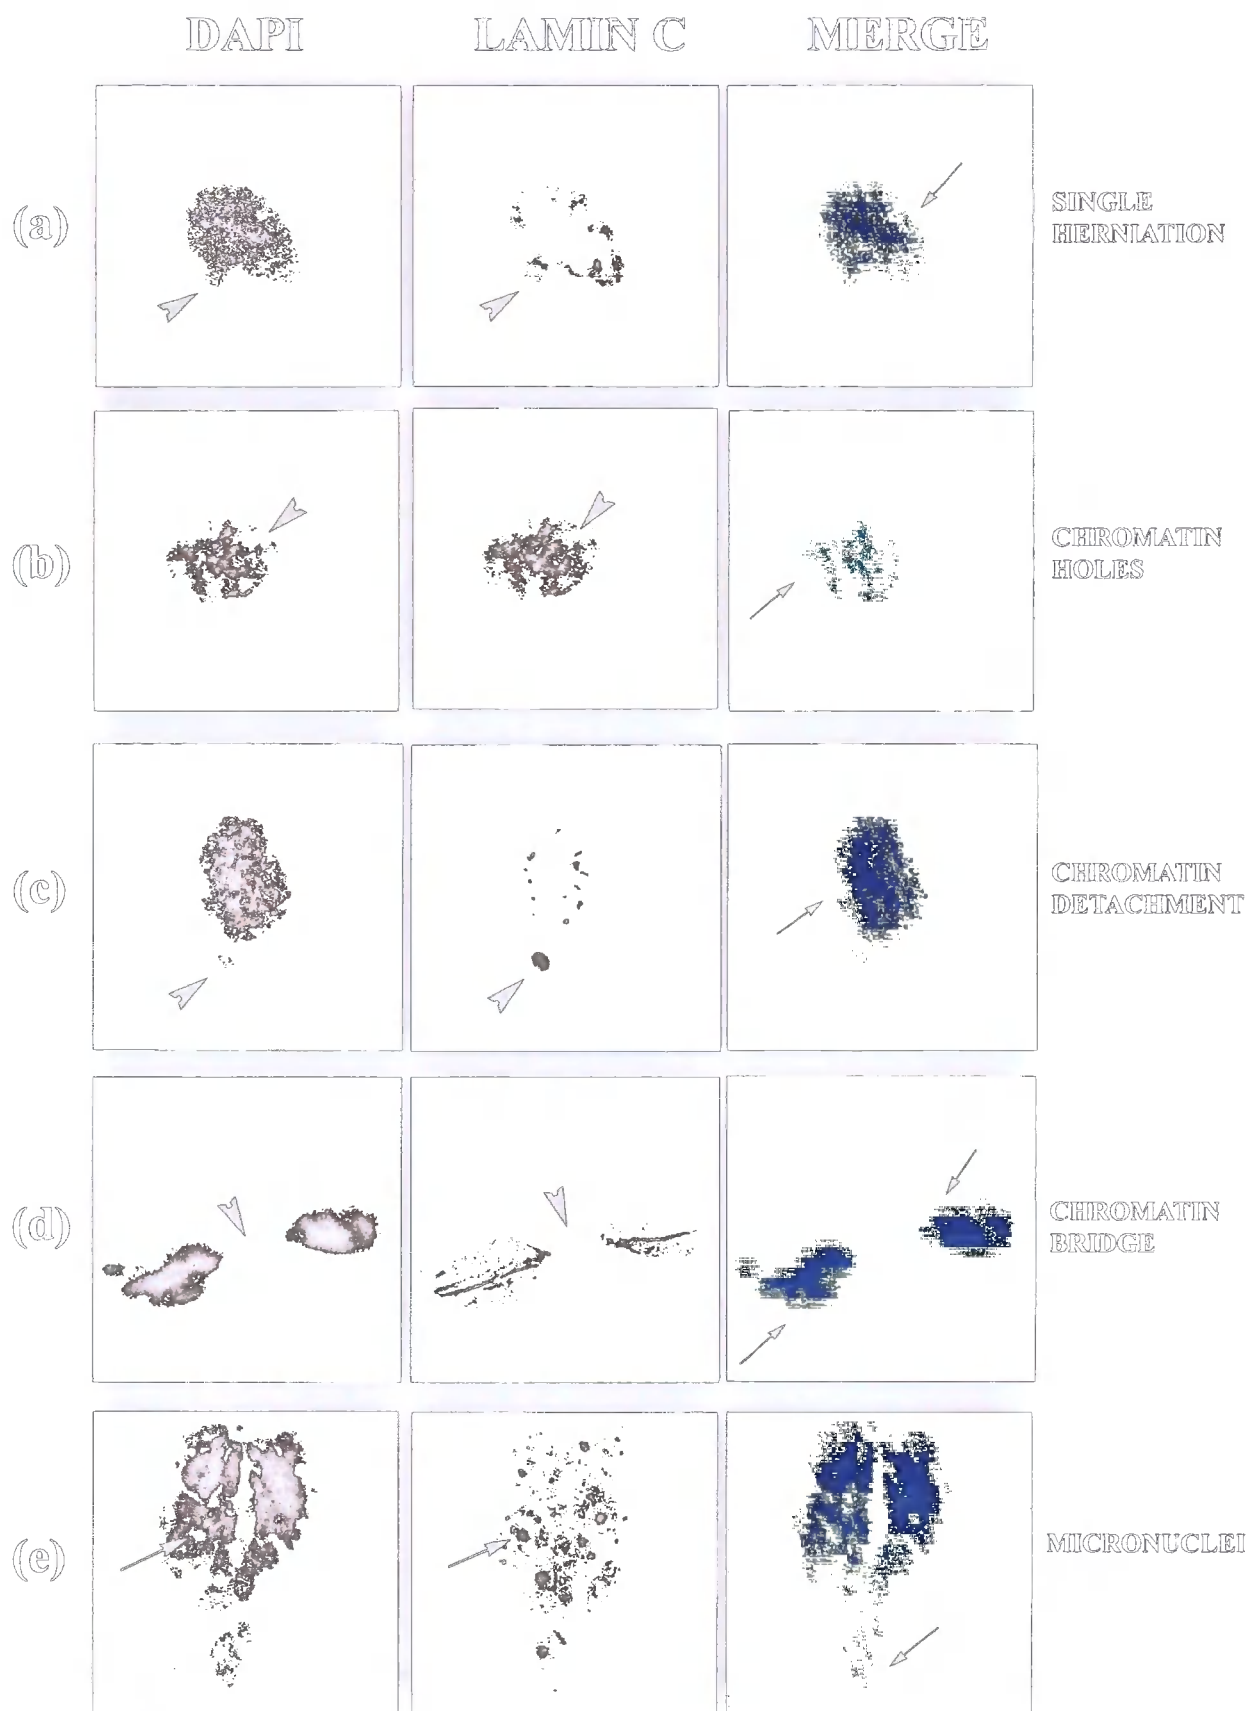 DAPI LAMIN C MERGE
(a)
SINGLE
HERNIATION
(b)
CHROMATIN
HOLES
(c)
CHROMATIN
DETACHMENT
(d)
CHROMATIN
BRIDGE
(e)
MICRONUCLEI